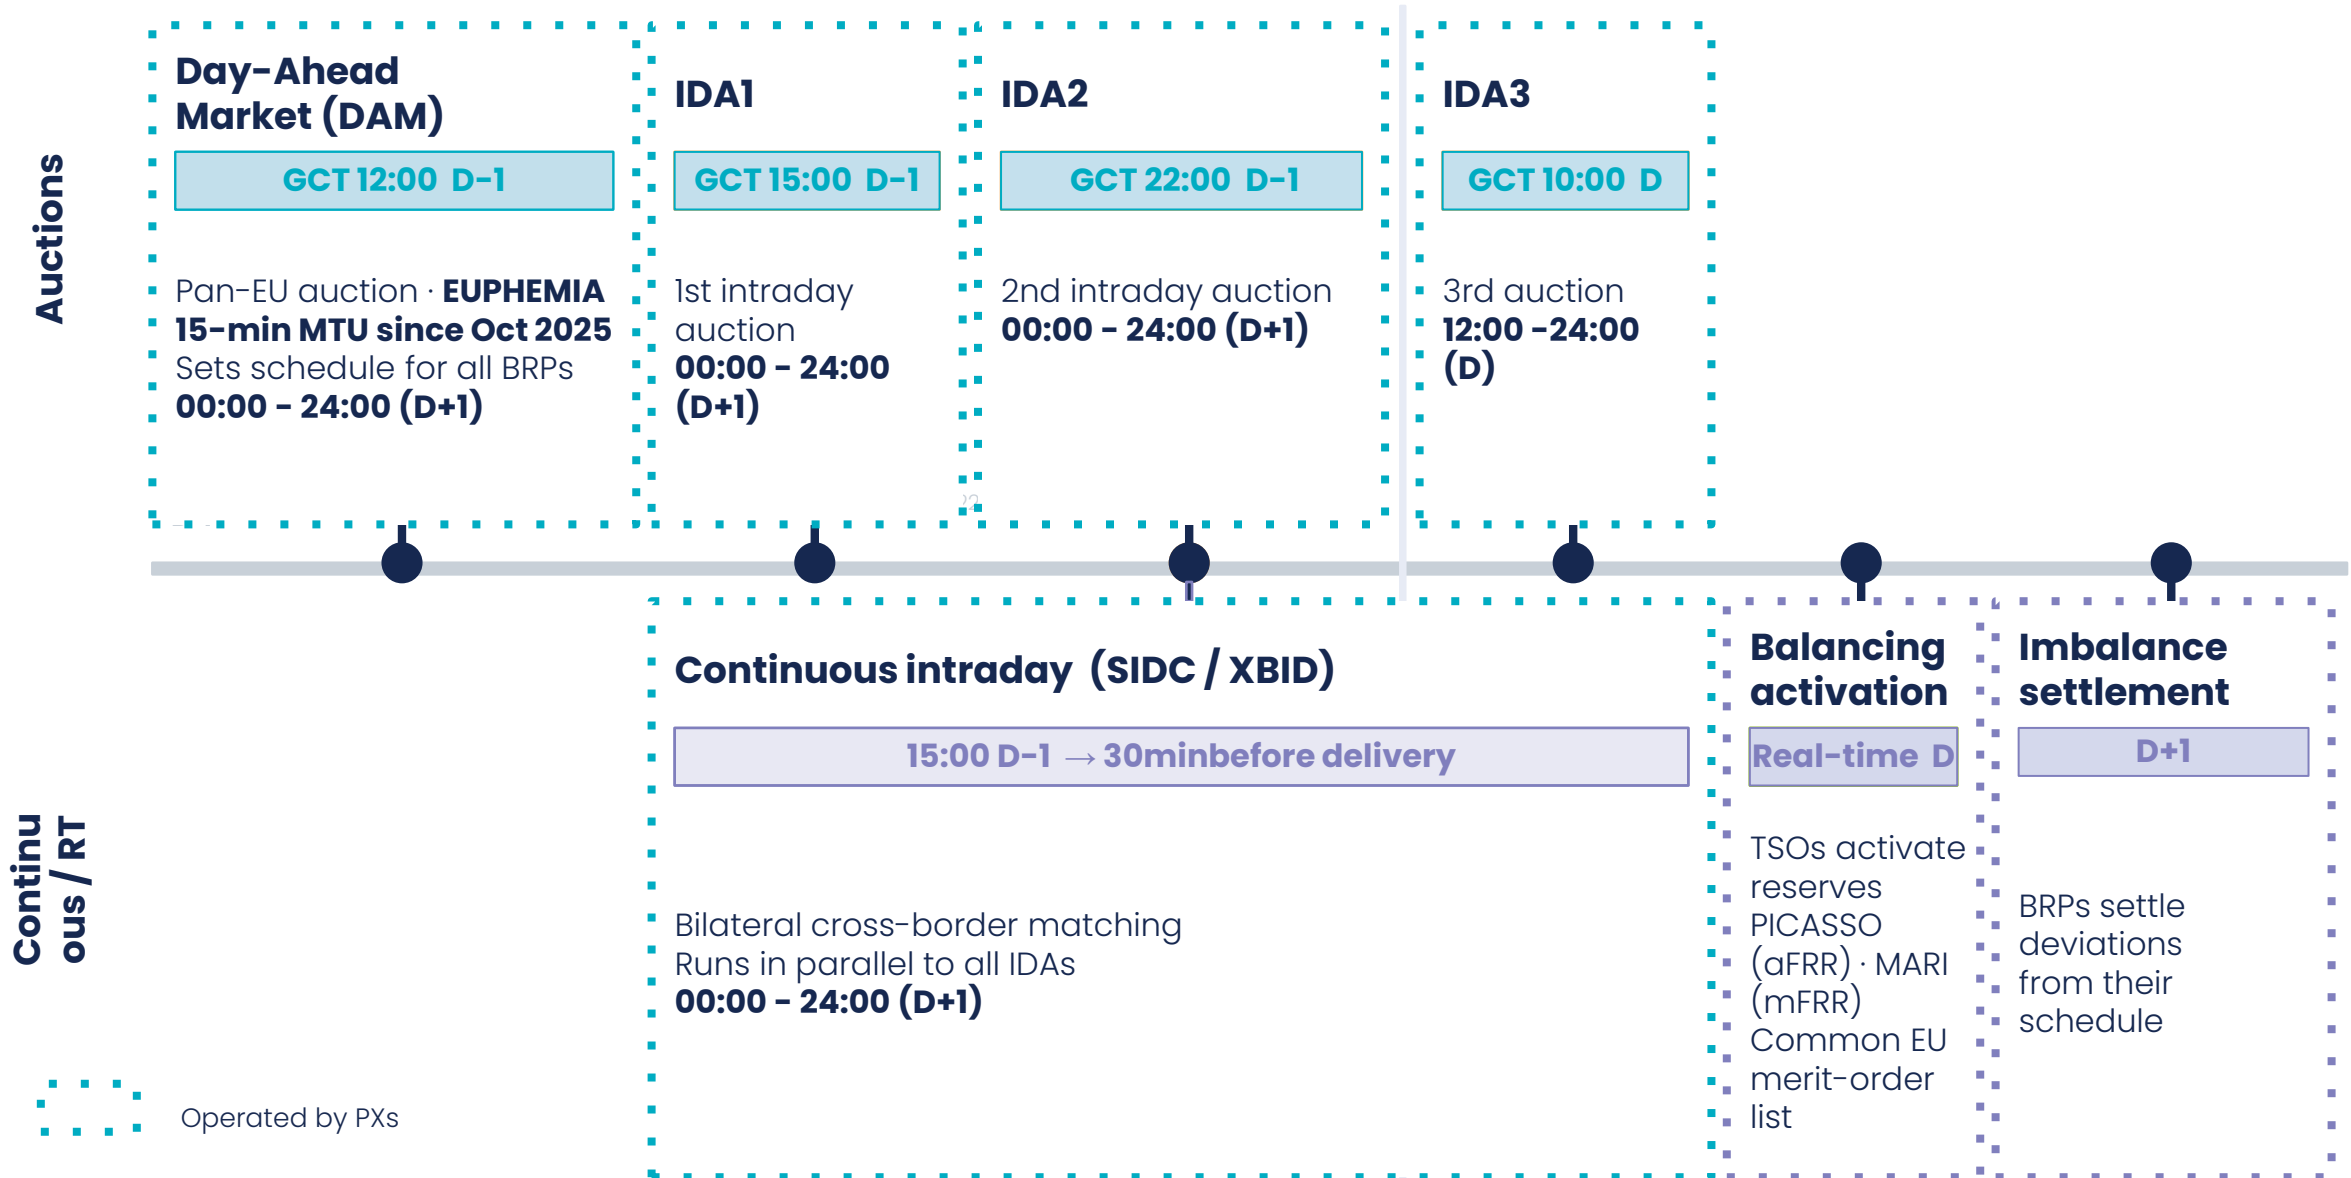 Auctions
Day-Ahead
Market (DAM)
GCT 12:00 D-1
Pan-EU auction · EUPHEMIA
15-min MTU since Oct 2025
Sets schedule for all BRPs
00:00 - 24:00 (D+1)
IDA1
GCT 15:00 D-1
1st intraday
auction
00:00 - 24:00
(D+1)
IDA2
GCT 22:00 D-1
2nd intraday auction
00:00 - 24:00 (D+1)
IDA3
GCT 10:00 D
3rd auction
12:00 -24:00
(D)
Continu
ous / RT
Continuous intraday (SIDC / XBID)
15:00 D-1 → 30minbefore delivery
Bilateral cross-border matching
Runs in parallel to all IDAs
00:00 - 24:00 (D+1)
Balancing
activation
Real-time D
TSOs activate
reserves
PICASSO
(aFRR) · MARI
(mFRR)
Common EU
merit-order
list
Imbalance
settlement
D+1
BRPs settle
deviations
from their
schedule
Operated by PXs